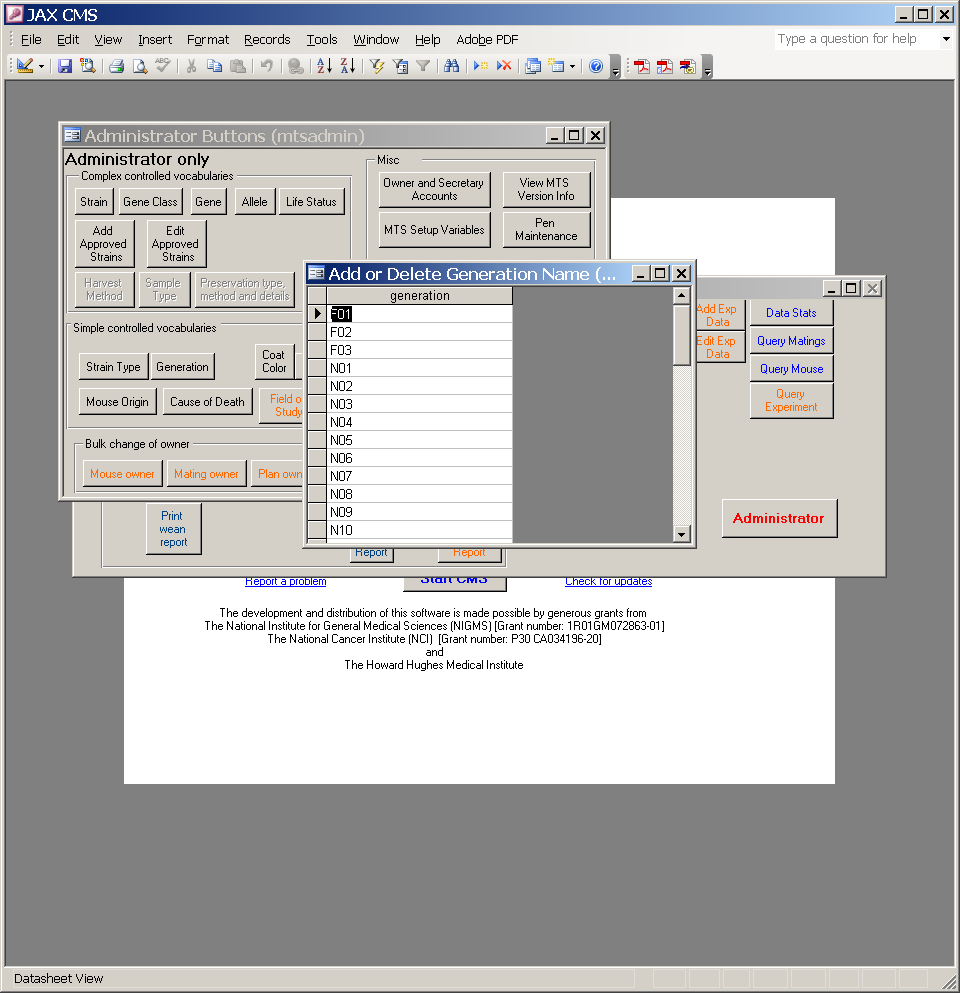 JAX CMS
File Edit View Insert Format Records Tools Window Help Adobe PDF
Type a question for help
Administrator Buttons (mtsadmin)
Administrator only
Complex controlled vocabularies
Strain
Gene Class
Gene
Allele
Life Status
Add
Approved
Strains
Edit
Approved
Strains
Harvest
Method
Sample
Type
Preservation type,
method and details
Misc
Owner and Secretary
Accounts
View MTS
Version Info
MTS Setup Variables
Pen
Maintenance
Simple controlled vocabularies
Strain Type
Generation
Coat
Color
Mouse Origin
Cause of Death
Field o
Study
Bulk change of owner
Mouse owner
Mating owner
Plan own
Add or Delete Generation Name (...
generation
F01
F02
F03
N01
N02
N03
N04
N05
N06
N07
N08
N09
N10
Add Exp
Data
Edit Exp
Data
Data Stats
Query Matings
Query Mouse
Query
Experiment
Administrator
Print
wean
report
Report
Report
Report a problem
Start CMS
Check for updates
The development and distribution of this software is made possible by generous grants from
The National Institute for General Medical Sciences (NIGMS) [Grant number: 1R01GM072863-01]
The National Cancer Institute (NCI) [Grant number: P30 CA034196-20]
and
The Howard Hughes Medical Institute
Datasheet View